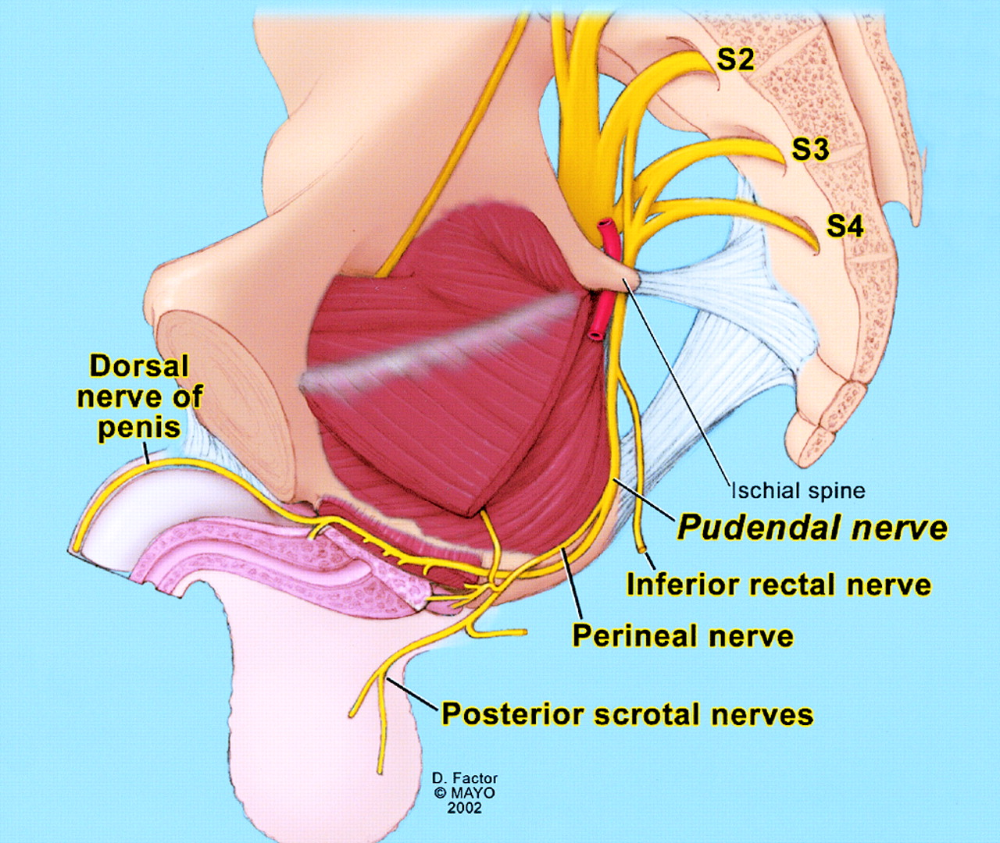 S2
S3
S4
Dorsal
nerve of
penis
Ischial spine
Pudendal nerve
Inferior rectal nerve
Perineal nerve
Posterior scrotal nerves
D. Factor
© MAYO
2002